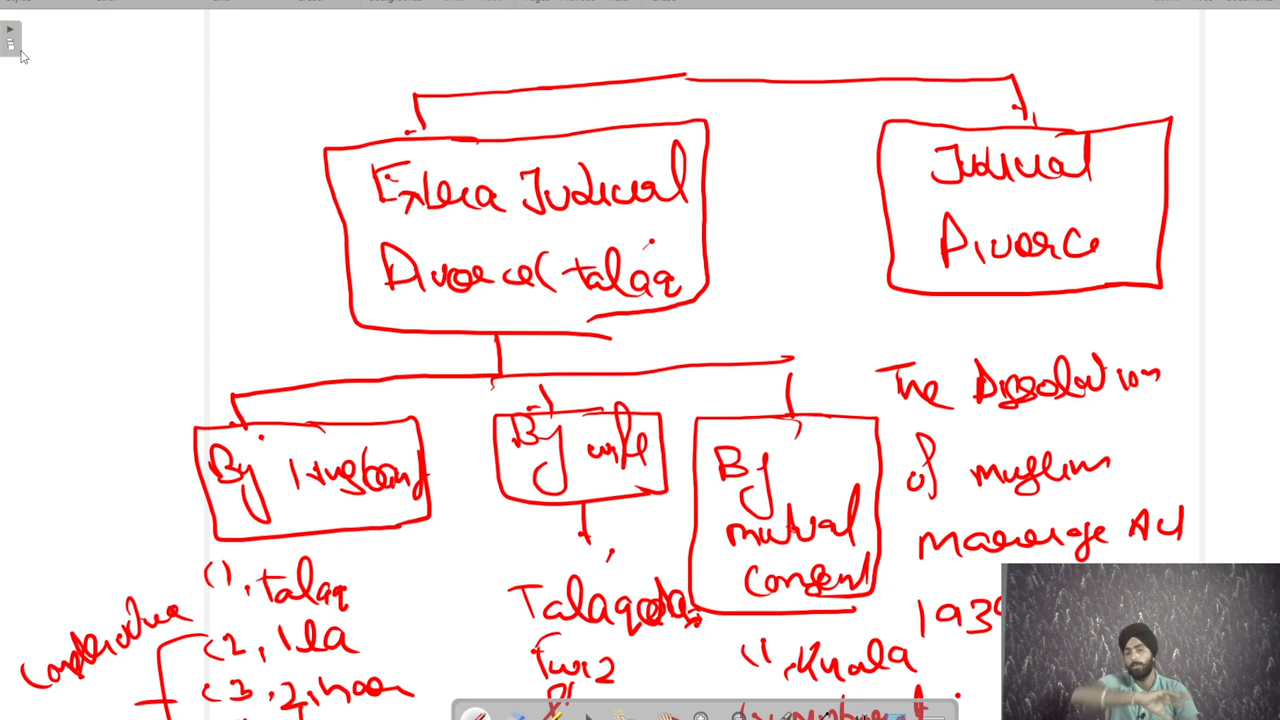 Extra Judicial
Divorce (talaq
Judicial
Divorce
By Husband
By wife
By
mutual
consent
The Dissolution
of muslim
Marriage Act
1939
(1, talaq
(2, Ila
(3, Zihar
Talaq
(1, Khula